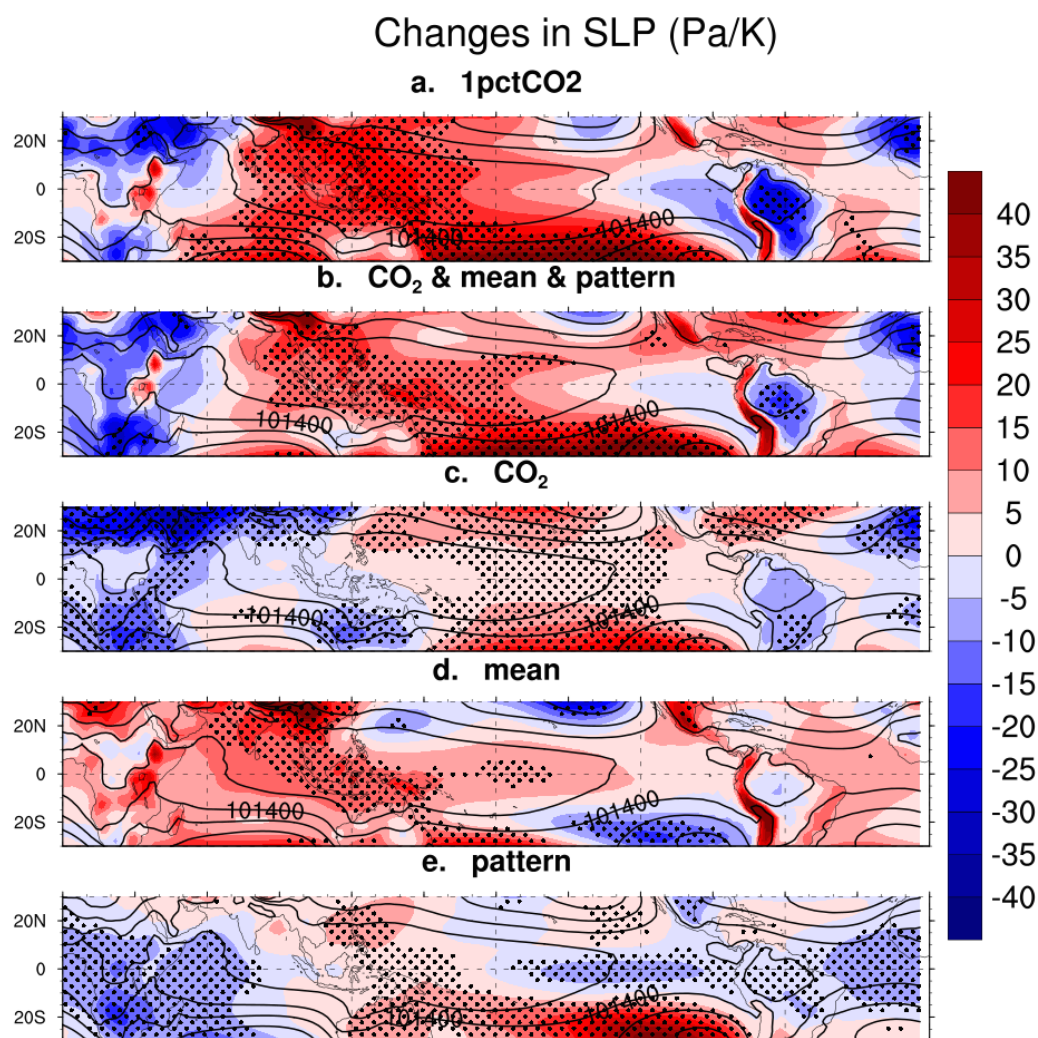 Changes in SLP (Pa/K)
a. 1pctCO2
20N
0
20S
101400
101400
b. CO₂ & mean & pattern
20N
0
20S
101400
101400
c. CO₂
20N
0
20S
101400
101400
d. mean
20N
0
20S
101400
101400
e. pattern
20N
0
20S
101400
101400
40
35
30
25
20
15
10
5
0
-5
-10
-15
-20
-25
-30
-35
-40